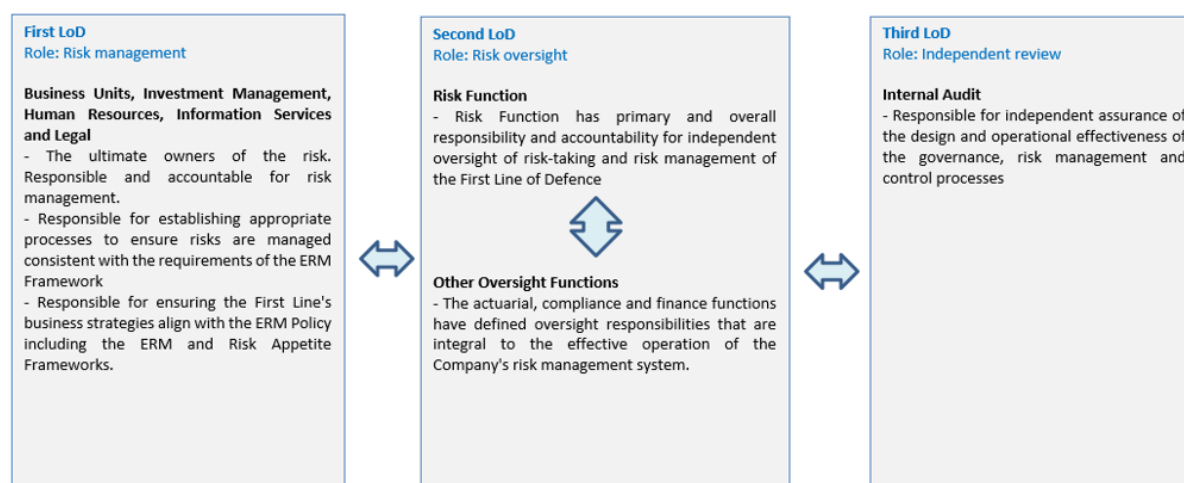 First LoD
Role: Risk management
Business Units, Investment Management,
Human Resources, Information Services
and Legal
- The ultimate owners of the risk.
Responsible and accountable for risk
management.
- Responsible for establishing appropriate
processes to ensure risks are managed
consistent with the requirements of the ERM
Framework
- Responsible for ensuring the First Line's
business strategies align with the ERM Policy
including the ERM and Risk Appetite
Frameworks.
Second LoD
Role: Risk oversight
Risk Function
- Risk Function has primary and overall
responsibility and accountability for independent
oversight of risk-taking and risk management of
the First Line of Defence
Other Oversight Functions
- The actuarial, compliance and finance functions
have defined oversight responsibilities that are
integral to the effective operation of the
Company's risk management system.
Third LoD
Role: Independent review
Internal Audit
- Responsible for independent assurance of
the design and operational effectiveness of
the governance, risk management and
control processes